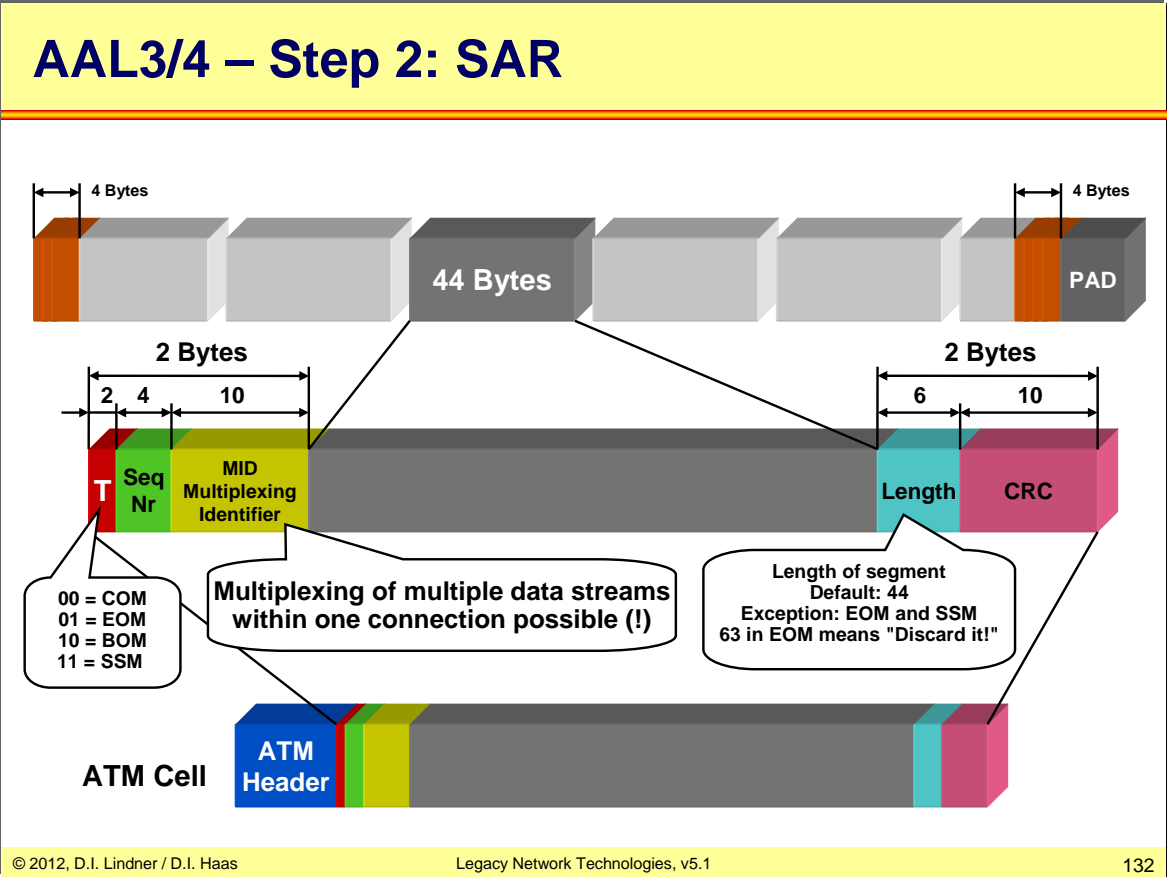 AAL3/4 – Step 2: SAR
4 Bytes
4 Bytes
44 Bytes
PAD
2 Bytes
2 Bytes
2
4
10
6
10
T
Seq
Nr
MID
Multiplexing
Identifier
Length
CRC
00 = COM
01 = EOM
10 = BOM
11 = SSM
Multiplexing of multiple data streams
within one connection possible (!)
Length of segment
Default: 44
Exception: EOM and SSM
63 in EOM means "Discard it!"
ATM Cell
ATM
Header
© 2012, D.I. Lindner / D.I. Haas
Legacy Network Technologies, v5.1
132